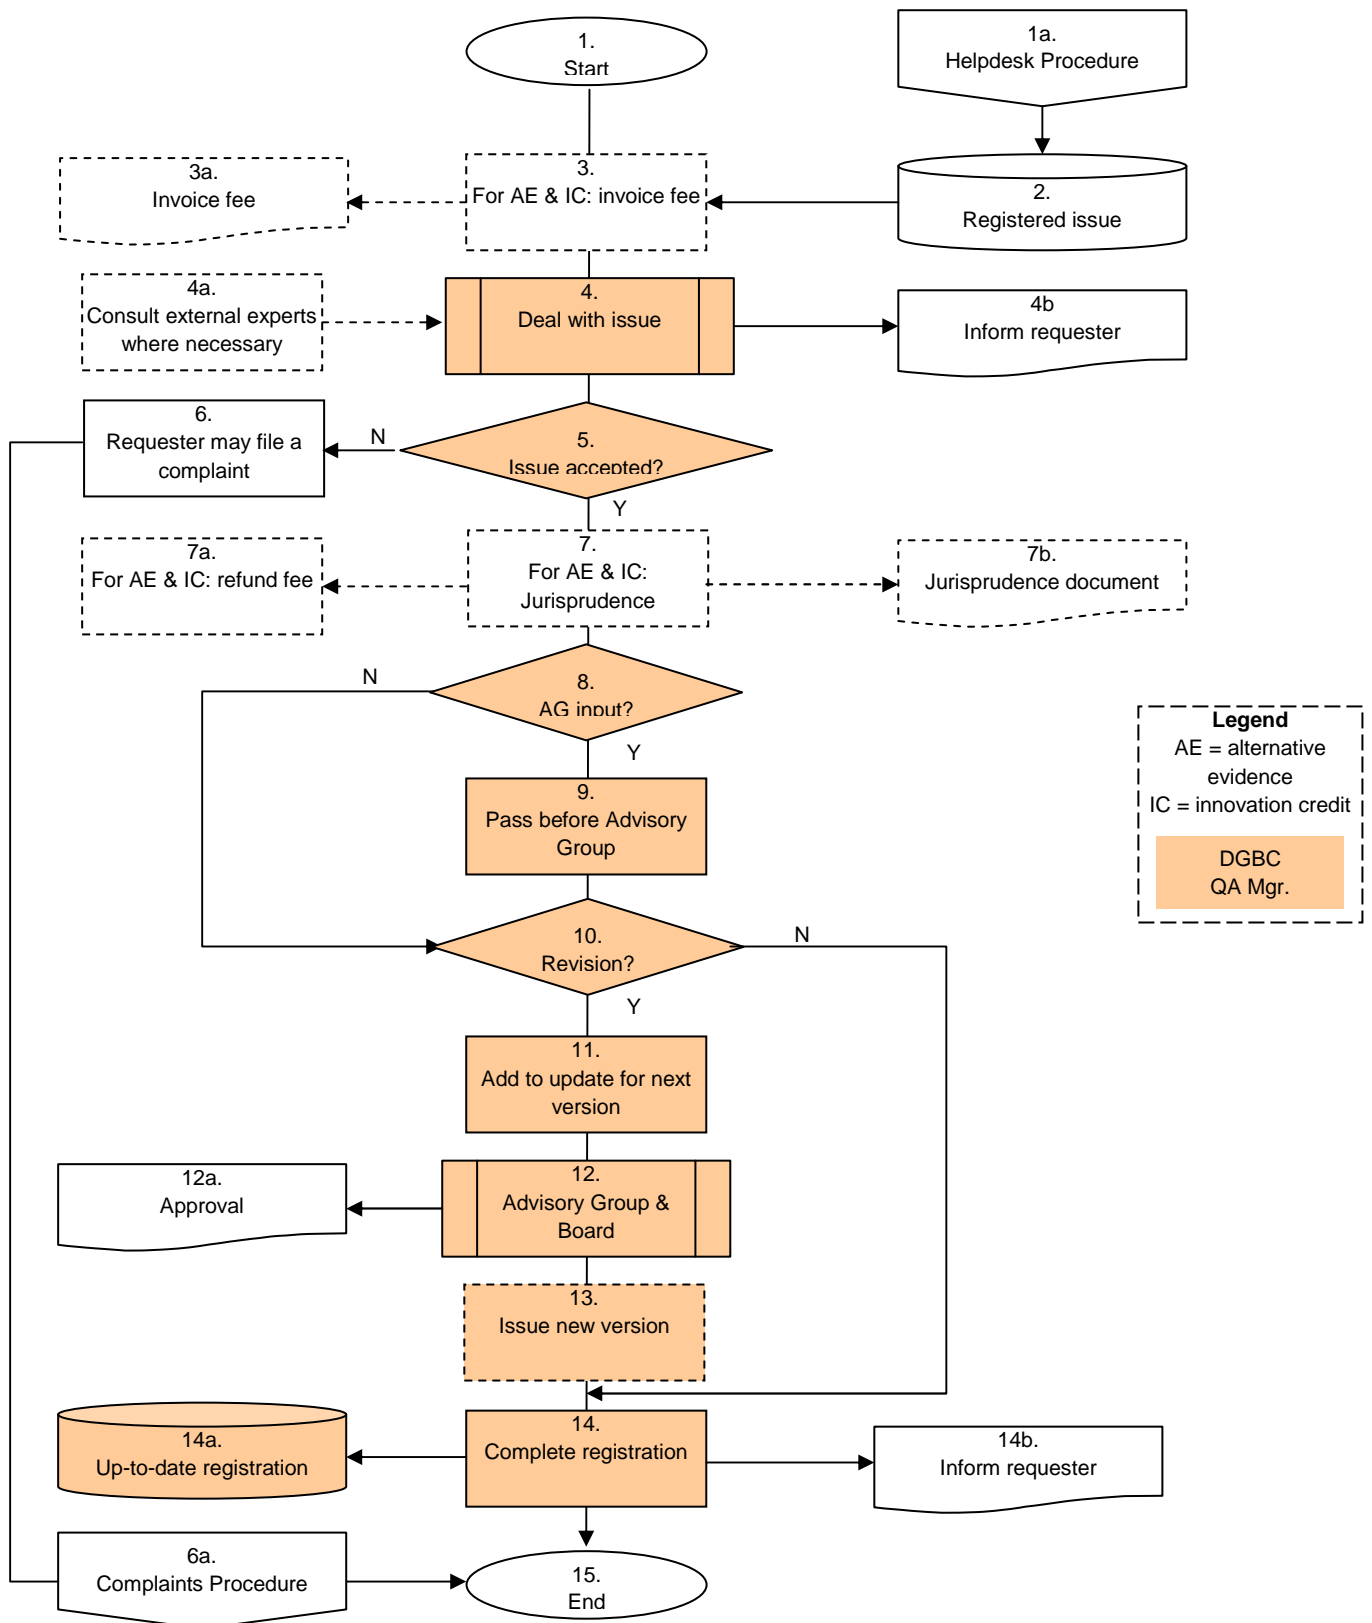 1.
Start
1a.
Helpdesk Procedure
3a.
Invoice fee
3.
For AE & IC: invoice fee
2.
Registered issue
4a.
Consult external experts
where necessary
4.
Deal with issue
4b
Inform requester
6.
Requester may file a
complaint
N
5.
Issue accepted?
Y
7a.
For AE & IC: refund fee
7.
For AE & IC:
Jurisprudence
7b.
Jurisprudence document
N
8.
AG input?
Y
Legend
AE = alternative
evidence
IC = innovation credit
DGBC
QA Mgr.
9.
Pass before Advisory
Group
10.
Revision?
N
Y
11.
Add to update for next
version
12a.
Approval
12.
Advisory Group &
Board
13.
Issue new version
14a.
Up-to-date registration
14.
Complete registration
14b.
Inform requester
6a.
Complaints Procedure
15.
End